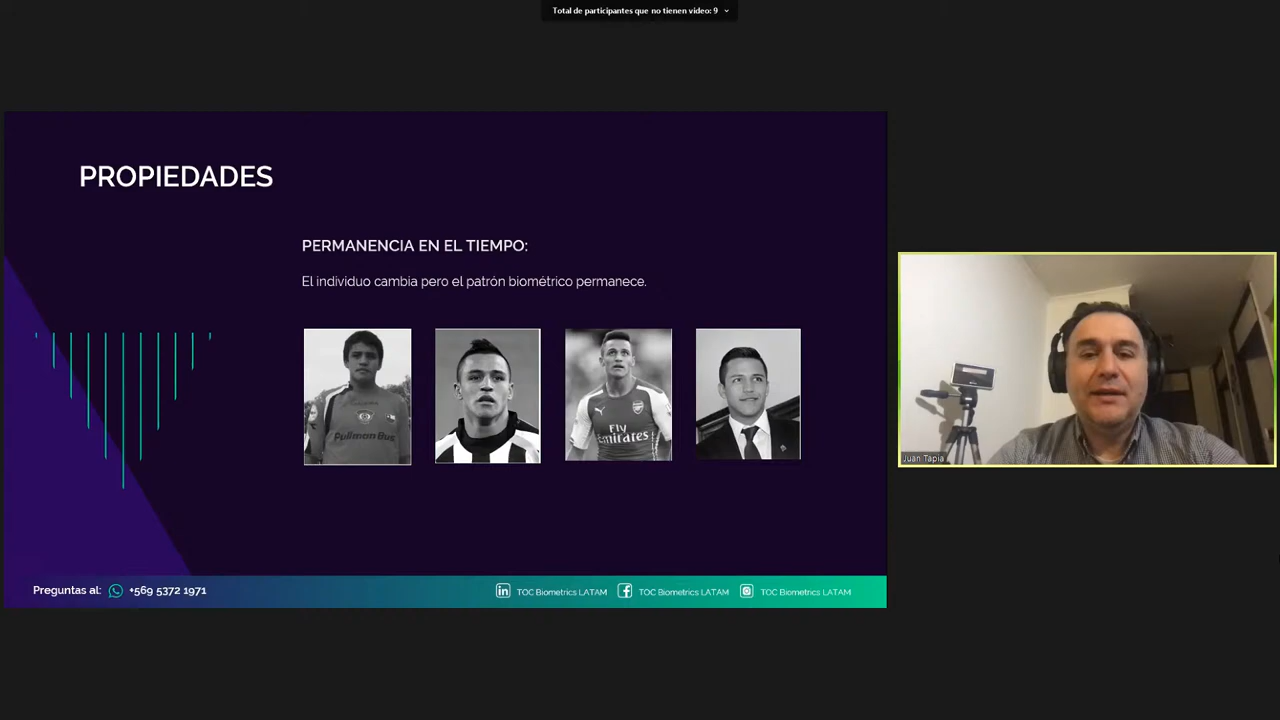 Total de participantes que no tienen video: 9
PROPIEDADES
PERMANENCIA EN EL TIEMPO:
El individuo cambia pero el patrón biométrico permanece.
Pullman Bus
Fly
Emirates
Juan Tapia
Preguntas al: +569 5372 1971
TOC Biometrics LATAM TOC Biometrics LATAM TOC Biometrics LATAM